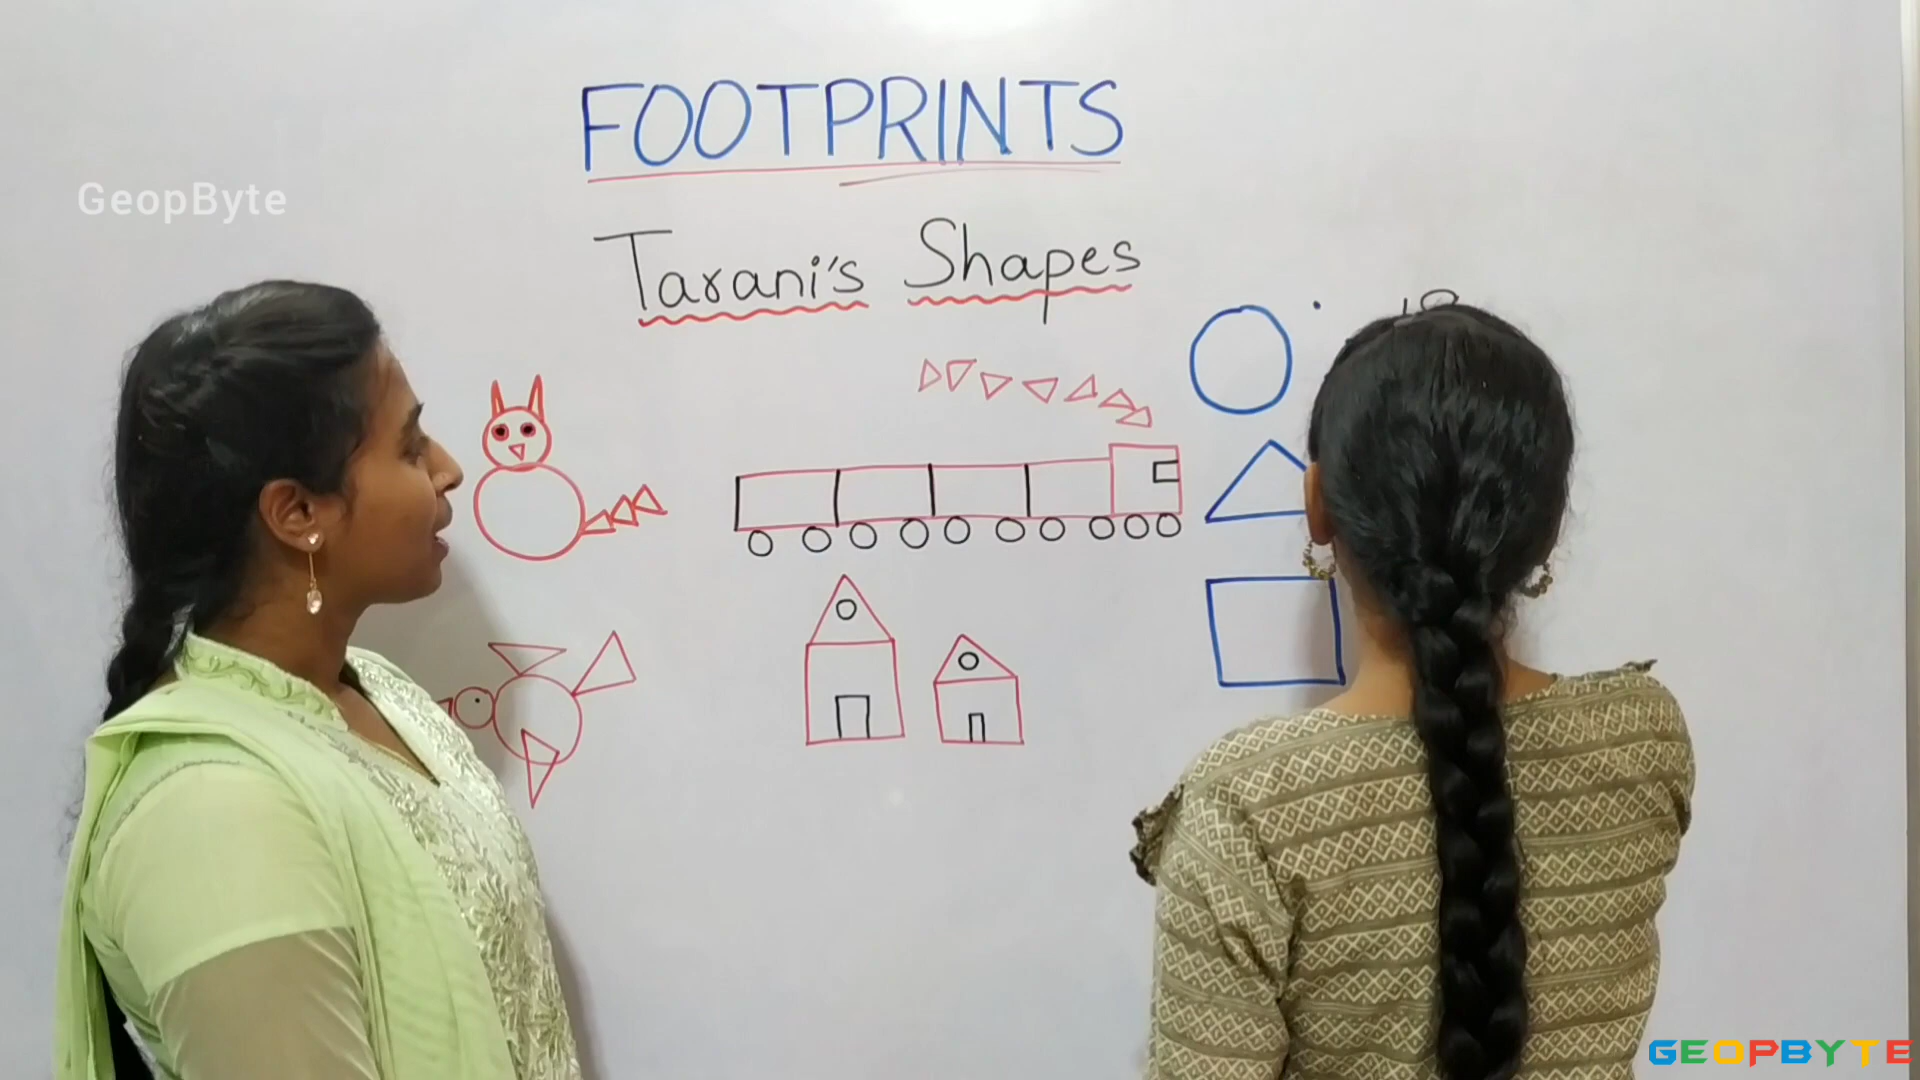 FOOTPRINTS
GeopByte
Tarani's Shapes
GEOPBYTE